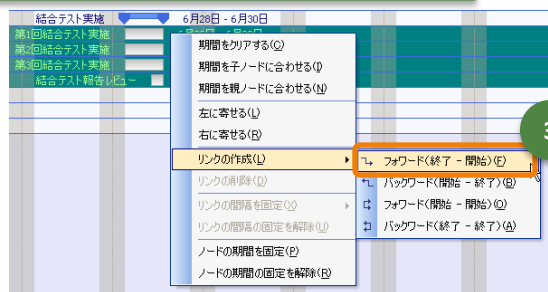 結合テスト実施 6月28日 - 6月30日
第1回結合テスト実施
第2回結合テスト実施
第3回結合テスト実施
結合テスト報告レビュー
期間をクリアする(C)
期間を子ノードに合わせる(I)
期間を親ノードに合わせる(N)
左に寄せる(L)
右に寄せる(R)
リンクの作成(L)
リンクの削除(D)
リンクの間隔を固定(X)
リンクの間隔の固定を解除(U)
ノードの期間を固定(P)
ノードの期間の固定を解除(R)
フォワード(終了 - 開始)(F)
バックワード(開始 - 終了)(B)
フォワード(開始 - 開始)(O)
バックワード(終了 - 終了)(A)
3